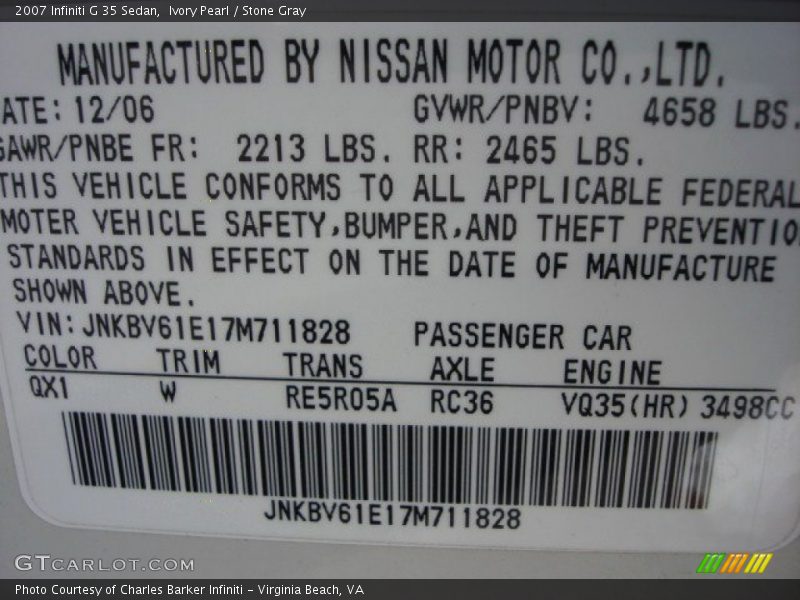 2007 Infiniti G 35 Sedan,  Ivory Pearl / Stone Gray
MANUFACTURED BY NISSAN MOTOR CO.,LTD.
ATE: 12/06 GVWR/PNBV: 4658 LBS.
GAWR/PNBE FR: 2213 LBS. RR: 2465 LBS.
THIS VEHICLE CONFORMS TO ALL APPLICABLE FEDERAL
MOTER VEHICLE SAFETY,BUMPER,AND THEFT PREVENTIO
STANDARDS IN EFFECT ON THE DATE OF MANUFACTURE
SHOWN ABOVE.
VIN: JNKBV61E17M711828 PASSENGER CAR
COLOR TRIM TRANS AXLE ENGINE
QX1 W RE5R05A RC36 VQ35(HR) 3498CC
JNKBV61E17M711828
GTCARLOT.COM
Photo Courtesy of Charles Barker Infiniti - Virginia Beach, VA